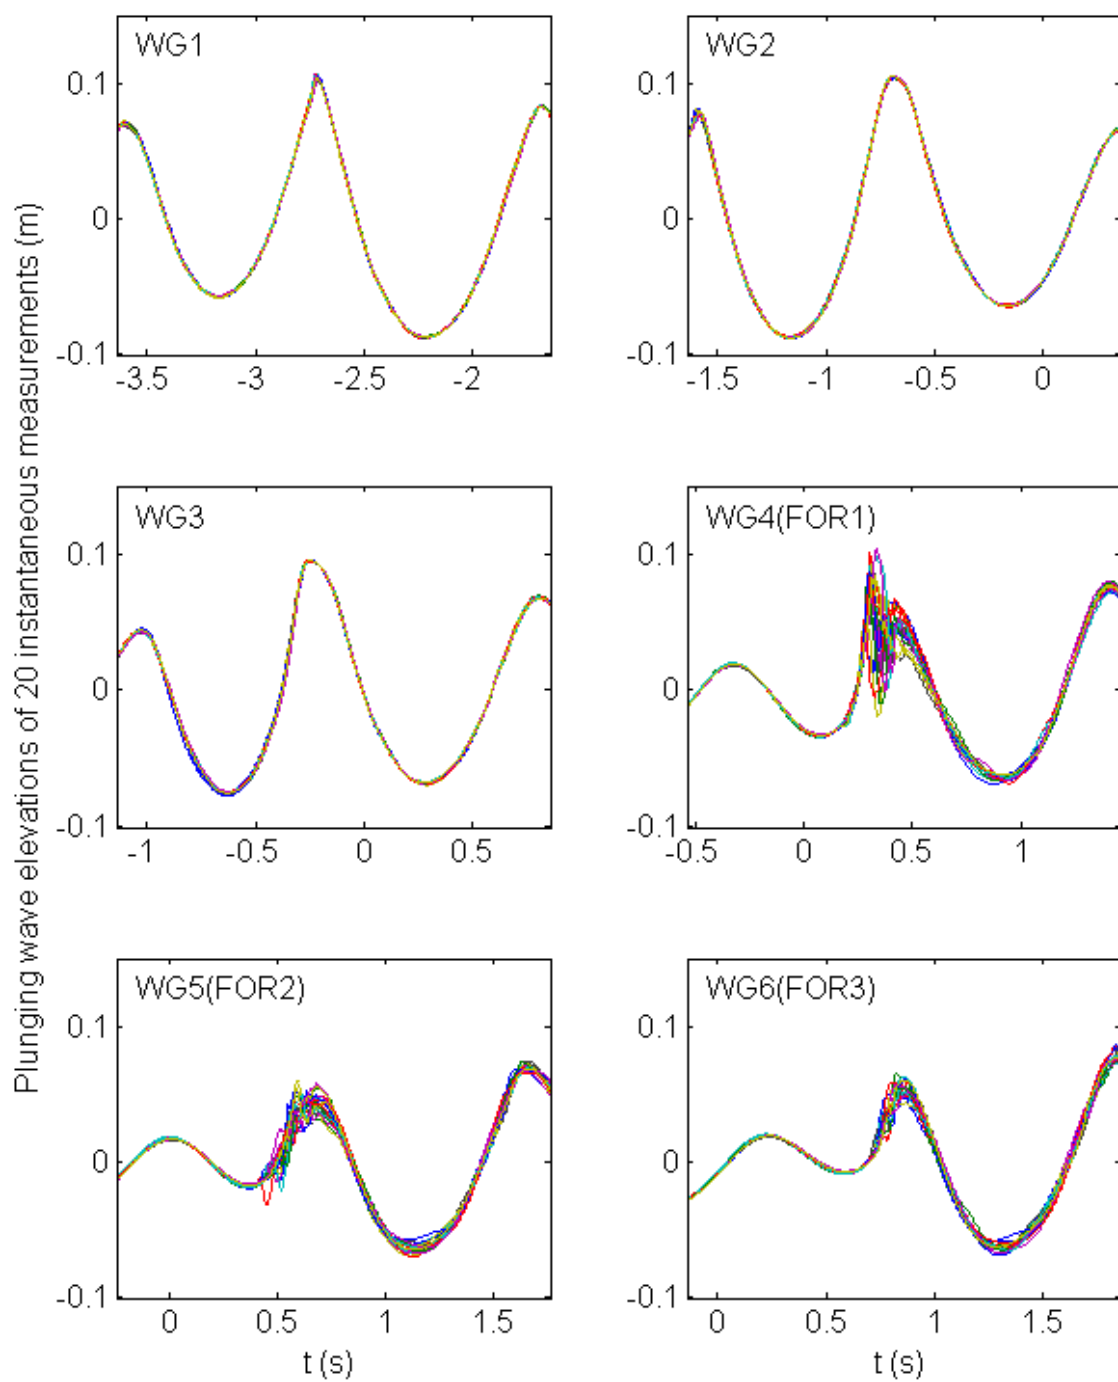 Plunging wave elevations of 20 instantaneous measurements (m)
WG1
0.1
0
-0.1
-3.5 -3 -2.5 -2
WG2
0.1
0
-0.1
-1.5 -1 -0.5 0
WG3
0.1
0
-0.1
-1 -0.5 0 0.5
WG4(FOR1)
0.1
0
-0.1
-0.5 0 0.5 1
WG5(FOR2)
0.1
0
-0.1
0 0.5 1 1.5
t (s)
WG6(FOR3)
0.1
0
-0.1
0 0.5 1 1.5
t (s)